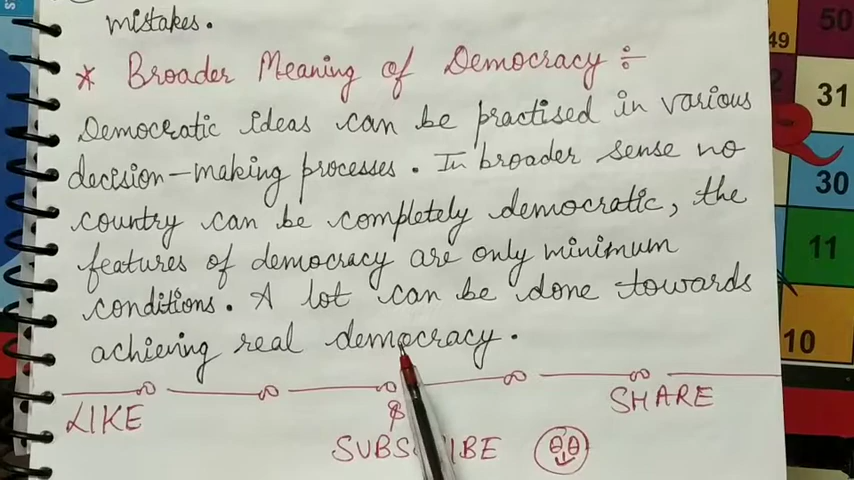 mistakes.
* Broader Meaning of Democracy ÷
Democratic ideas can be practised in various
decision-making processes. In broader sense no
country can be completely democratic, the
features of democracy are only minimum
conditions. A lot can be done towards
achieving real democracy.
LIKE
&
SUBSCRIBE
SHARE
50
49
31
30
11
10